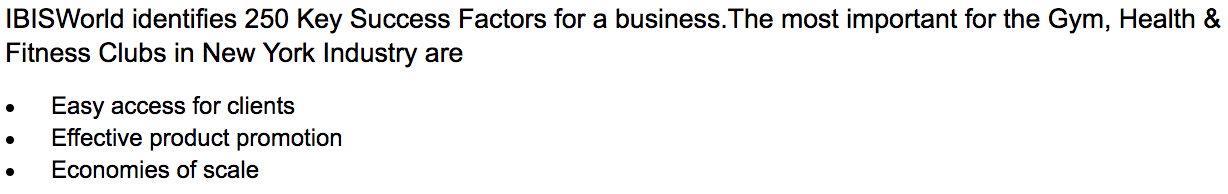 IBISWorld identifies 250 Key Success Factors for a business.The most important for the Gym, Health &
Fitness Clubs in New York Industry are
• Easy access for clients
• Effective product promotion
• Economies of scale